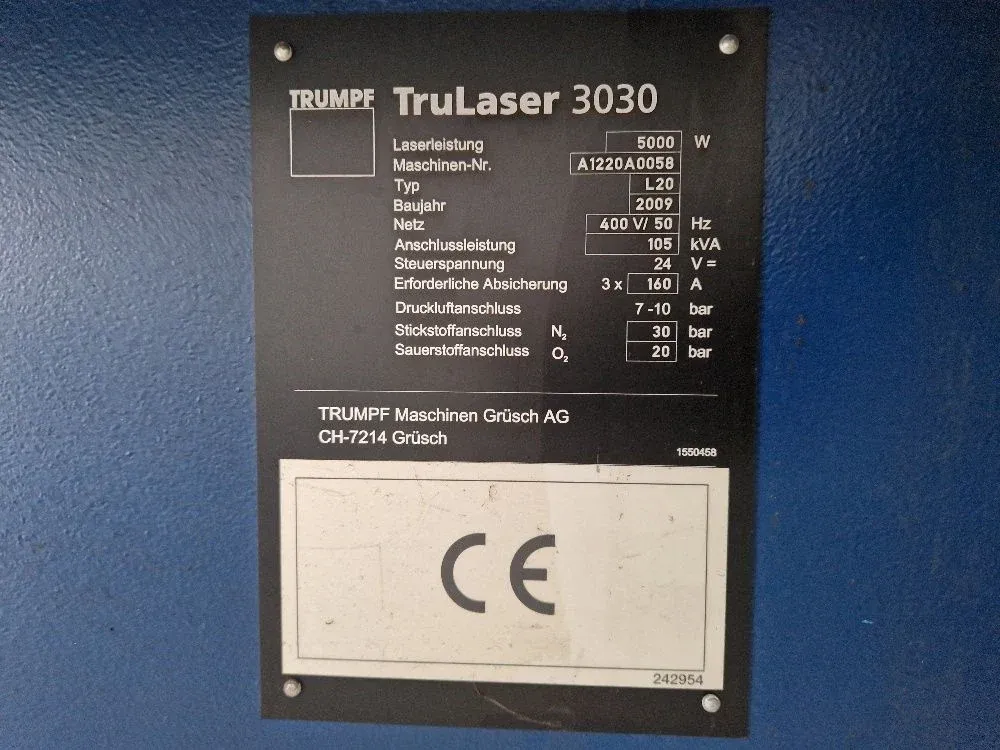 TRUMPF
TruLaser 3030
Laserleistung 5000 W
Maschinen-Nr. A1220A0058
Typ L20
Baujahr 2009
Netz 400 V/ 50 Hz
Anschlussleistung 105 kVA
Steuerspannung 24 V =
Erforderliche Absicherung 3 x 160 A
Druckluftanschluss 7 -10 bar
Stickstoffanschluss N₂ 30 bar
Sauerstoffanschluss O₂ 20 bar
TRUMPF Maschinen Grüsch AG
CH-7214 Grüsch
1550458
CE
242954